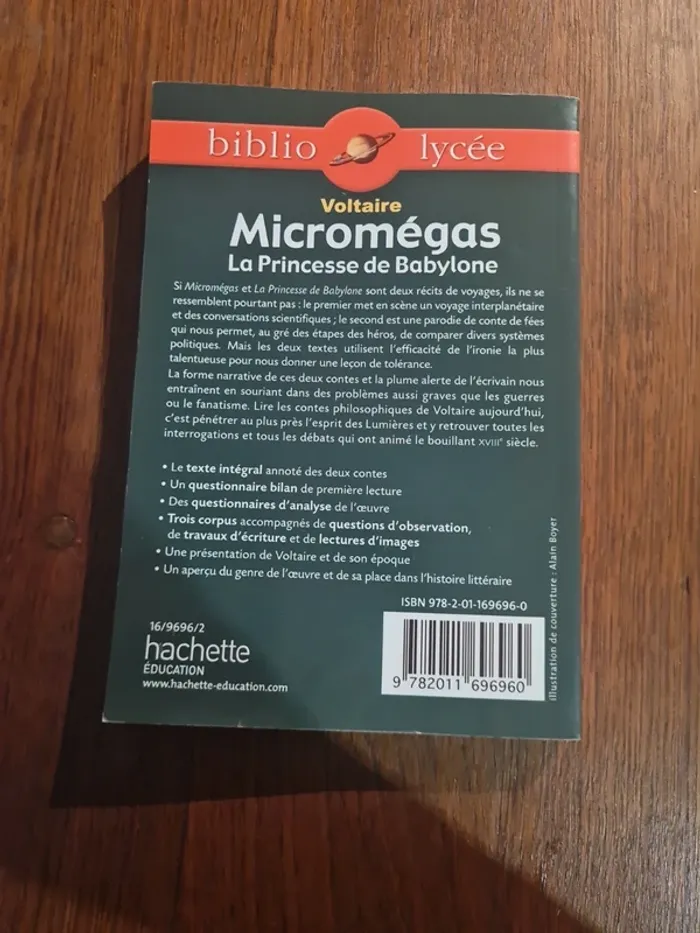 biblio lycée
Voltaire
Micromégas
La Princesse de Babylone
Si Micromégas et La Princesse de Babylone sont deux récits de voyages, ils ne se
ressemblent pourtant pas : le premier met en scène un voyage interplanétaire
et des conversations scientifiques ; le second est une parodie de conte de fées
qui nous permet, au gré des étapes des héros, de comparer divers systèmes
politiques. Mais les deux textes utilisent l'efficacité de l'ironie la plus
talentueuse pour nous donner une leçon de tolérance.
La forme narrative de ces deux contes et la plume alerte de l'écrivain nous
entraînent en souriant dans des problèmes aussi graves que les guerres
ou le fanatisme. Lire les contes philosophiques de Voltaire aujourd'hui,
c'est pénétrer au plus près l'esprit des Lumières et y retrouver toutes les
interrogations et tous les débats qui ont animé le bouillant XVIIIe siècle.
• Le texte intégral annoté des deux contes
• Un questionnaire bilan de première lecture
• Des questionnaires d'analyse de l'œuvre
• Trois corpus accompagnés de questions d'observation,
de travaux d'écriture et de lectures d'images
• Une présentation de Voltaire et de son époque
• Un aperçu du genre de l'œuvre et de sa place dans l'histoire littéraire
ISBN 978-2-01-169696-0
16/9696/2
hachette
ÉDUCATION
www.hachette-education.com
9 782011 696960
illustration de couverture : Alain Boyer